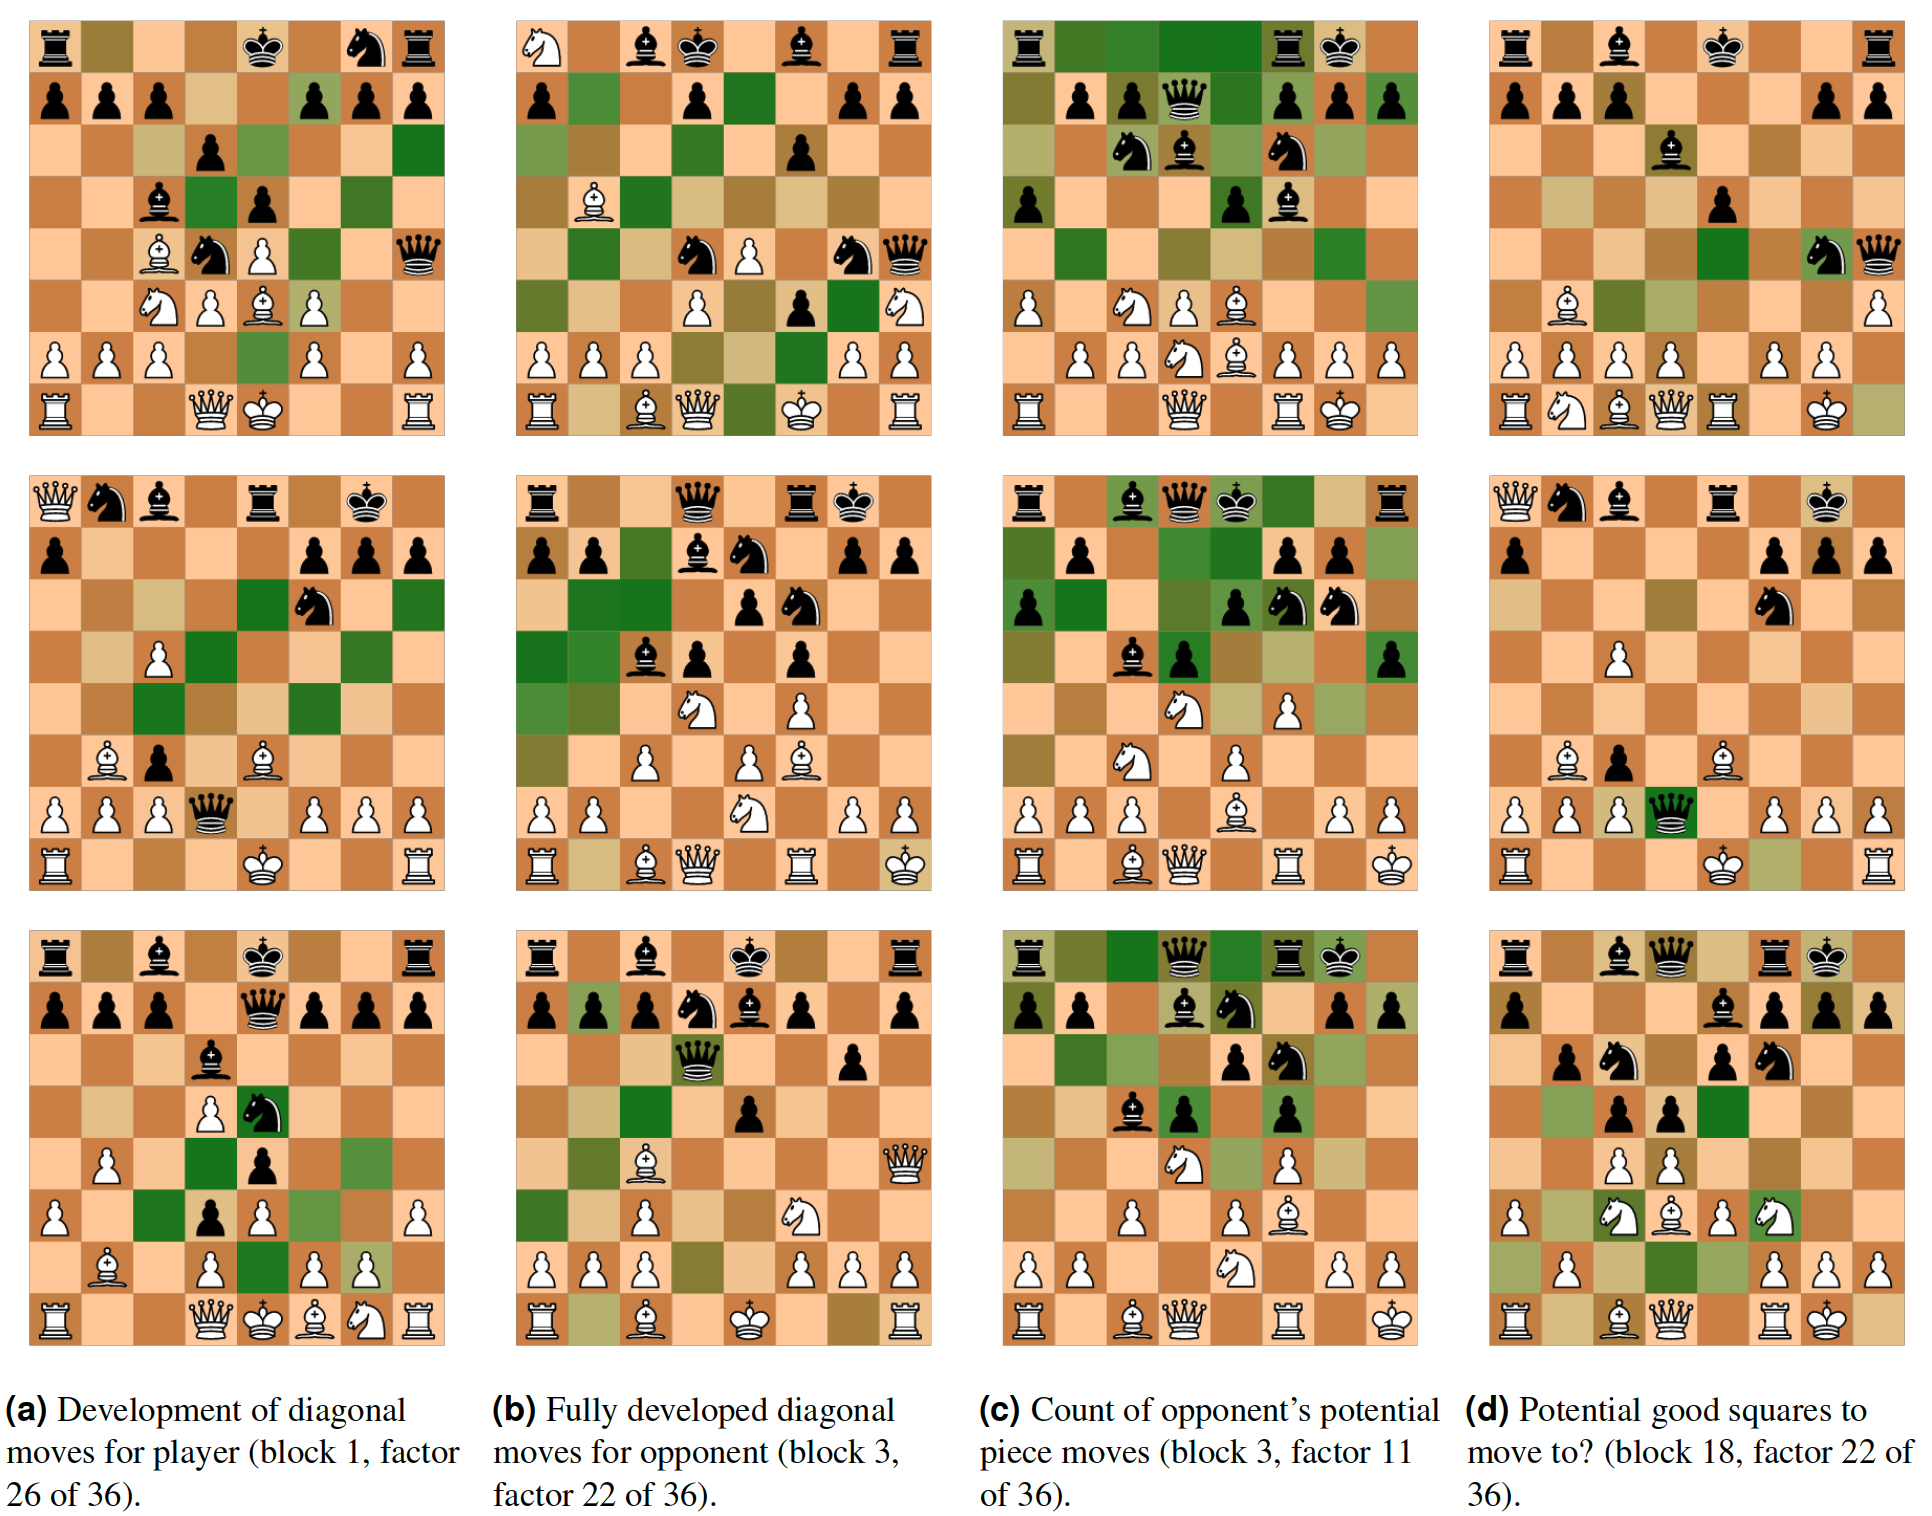 (a) Development of diagonal
moves for player (block 1, factor
26 of 36).
(b) Fully developed diagonal
moves for opponent (block 3,
factor 22 of 36).
(c) Count of opponent’s potential
piece moves (block 3, factor 11
of 36).
(d) Potential good squares to
move to? (block 18, factor 22 of
36).